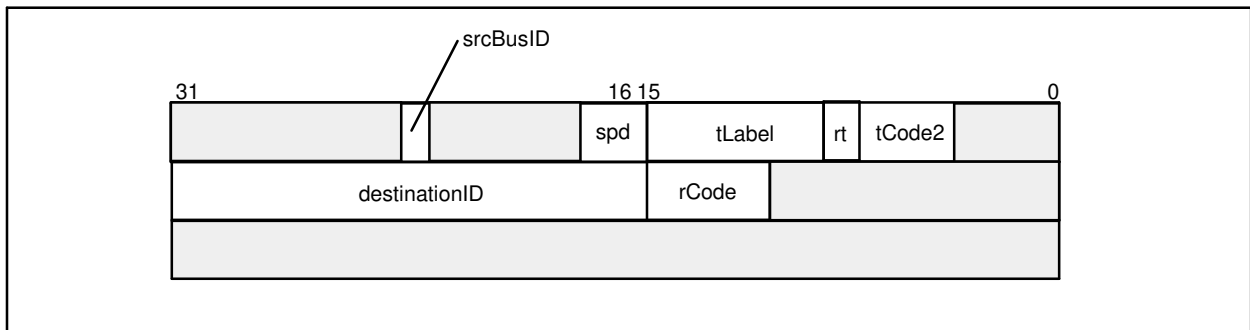 srcBusID
31 16 15 0
spd tLabel rt tCode2
destinationID rCode